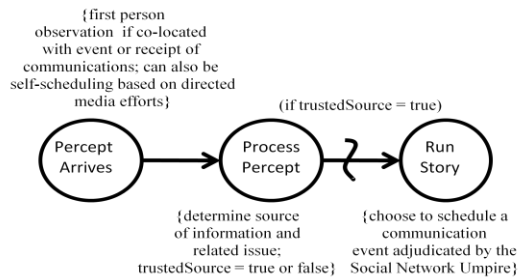 {first person
observation if co-located
with event or receipt of
communications; can also be
self-scheduling based on directed
media efforts}
(if trustedSource = true)
Percept
Arrives
Process
Percept
Run
Story
{determine source
of information and
related issue;
trustedSource = true or false}
{choose to schedule a
communication
event adjudicated by the
Social Network Umpire}